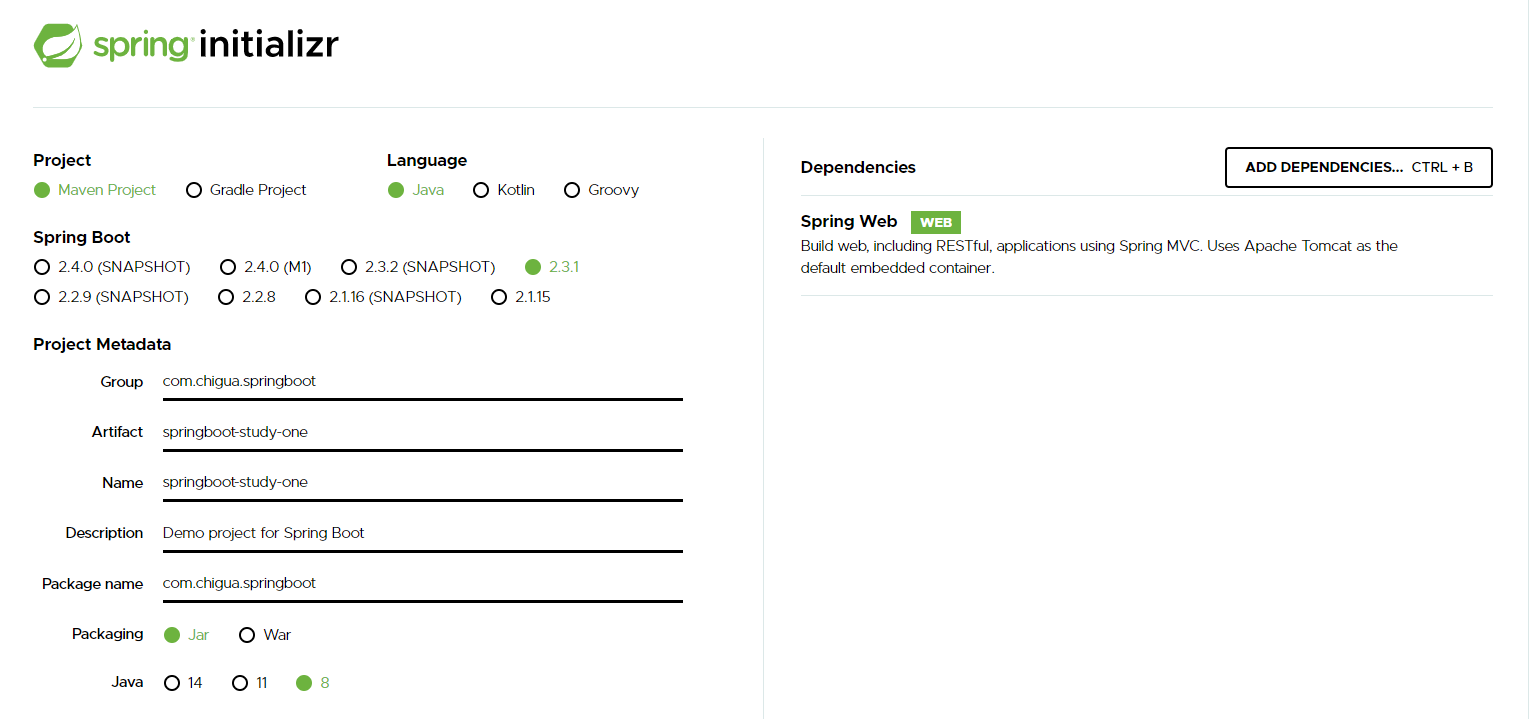 spring initializr
Project
Maven Project Gradle Project
Language
Java Kotlin Groovy
Spring Boot
2.4.0 (SNAPSHOT) 2.4.0 (M1) 2.3.2 (SNAPSHOT) 2.3.1
2.2.9 (SNAPSHOT) 2.2.8 2.1.16 (SNAPSHOT) 2.1.15
Project Metadata
Group com.chigua.springboot
Artifact springboot-study-one
Name springboot-study-one
Description Demo project for Spring Boot
Package name com.chigua.springboot
Packaging Jar War
Java 14 11 8
Dependencies ADD DEPENDENCIES... CTRL + B
Spring Web WEB
Build web, including RESTful, applications using Spring MVC. Uses Apache Tomcat as the
default embedded container.